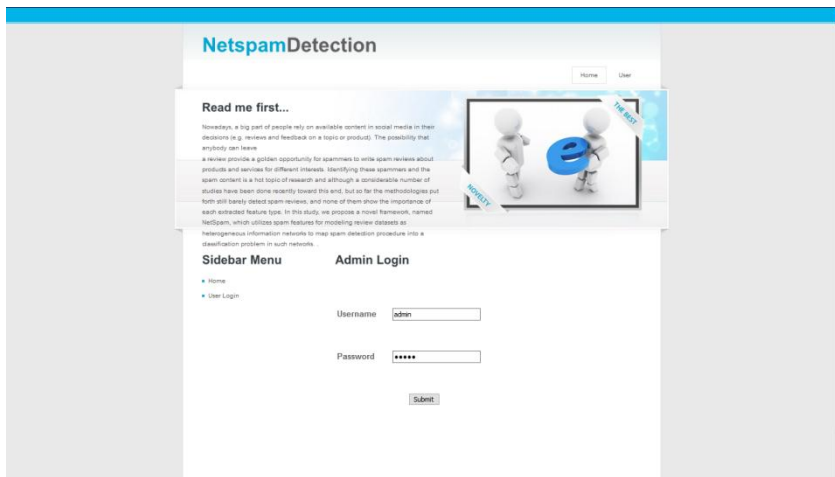 NetspamDetection
Home User
Read me first...
Nowadays, a big part of people rely on available content in social media in their
decisions (e.g. reviews and feedback on a topic or product). The possibility that
anybody can leave
a review provide a golden opportunity for spammers to write spam reviews about
products and services for different interests. Identifying these spammers and the
spam content is a hot topic of research and although a considerable number of
studies have been done recently toward this end, but so far the methodologies put
forth still barely detect spam reviews, and none of them show the importance of
each extracted feature type. In this study, we propose a novel framework, named
NetSpam, which utilizes spam features for modeling review datasets as
heterogeneous information networks to map spam detection procedure into a
classification problem in such networks. .
THE BEST
e
NOVELTY
Sidebar Menu
Home
User Login
Admin Login
Username admin
Password •••••
Submit